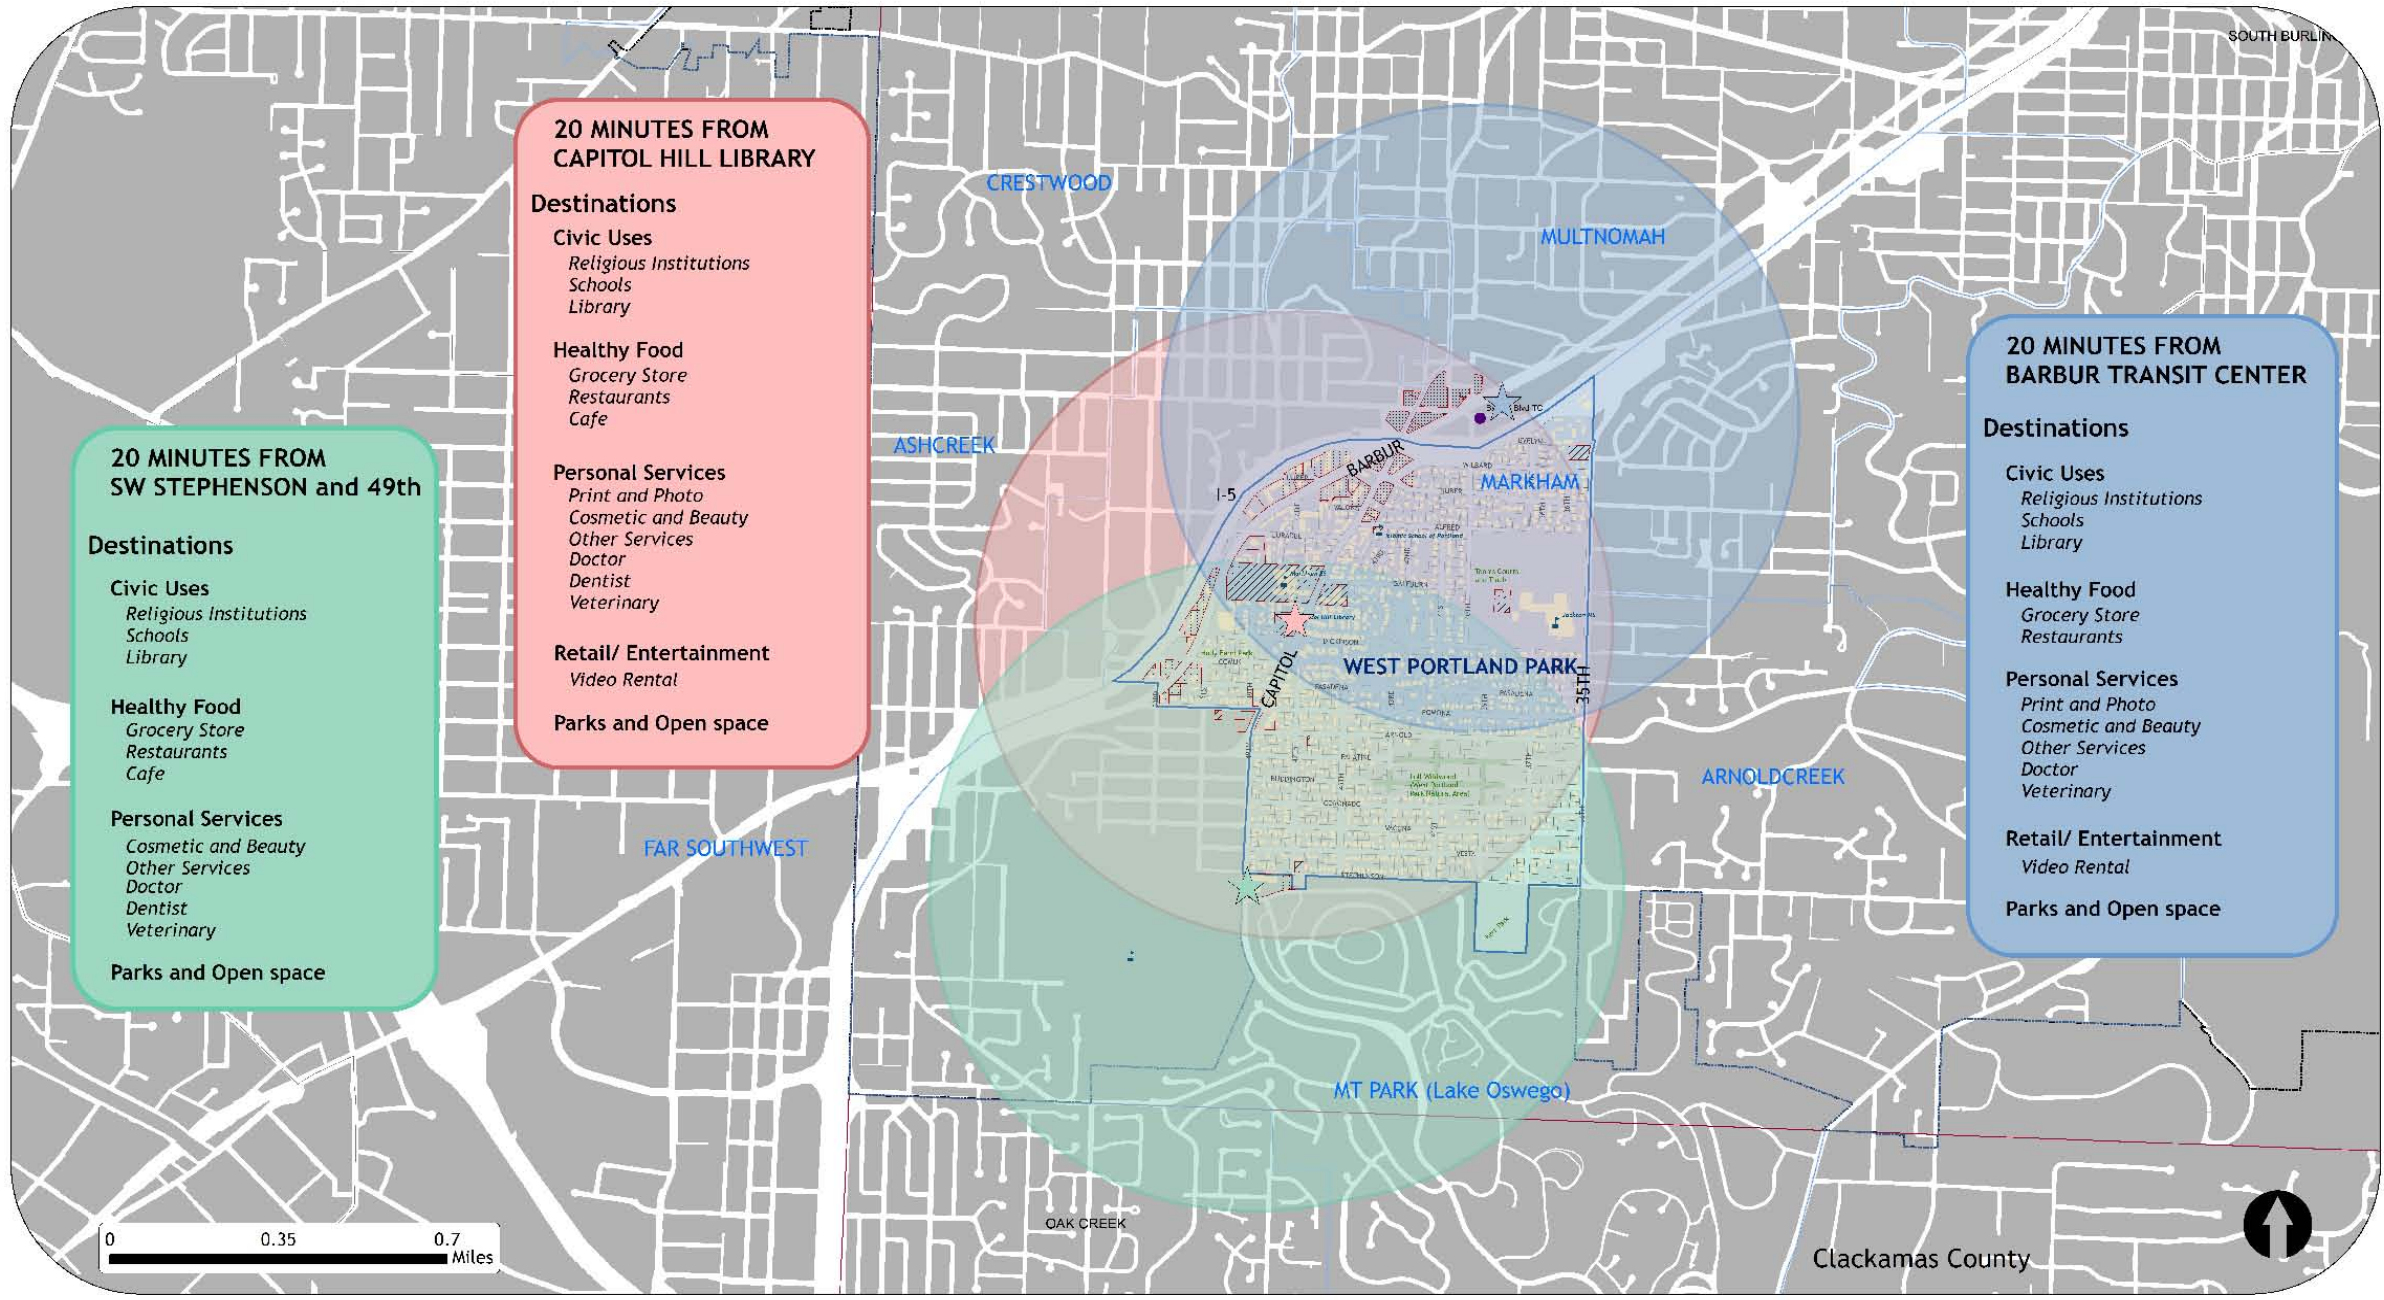 SOUTH BURLIN
20 MINUTES FROM
CAPITOL HILL LIBRARY
Destinations
Civic Uses
Religious Institutions
Schools
Library
Healthy Food
Grocery Store
Restaurants
Cafe
Personal Services
Print and Photo
Cosmetic and Beauty
Other Services
Doctor
Dentist
Veterinary
Retail/ Entertainment
Video Rental
Parks and Open space
20 MINUTES FROM
SW STEPHENSON and 49th
Destinations
Civic Uses
Religious Institutions
Schools
Library
Healthy Food
Grocery Store
Restaurants
Cafe
Personal Services
Cosmetic and Beauty
Other Services
Doctor
Dentist
Veterinary
Parks and Open space
20 MINUTES FROM
BARBUR TRANSIT CENTER
Destinations
Civic Uses
Religious Institutions
Schools
Library
Healthy Food
Grocery Store
Restaurants
Personal Services
Print and Photo
Cosmetic and Beauty
Other Services
Doctor
Veterinary
Retail/ Entertainment
Video Rental
Parks and Open space
CRESTWOOD
MULTNOMAH
ASHCREEK
Blvd TC
BARBUR
I-5
MARKHAM
ALFRED
WEST PORTLAND PARK
CAPITOL
35TH
PASADENA
POMONA
ARNOLD
ARNOLDCREEK
FAR SOUTHWEST
MT PARK (Lake Oswego)
OAK CREEK
Clackamas County
0 0.35 0.7
Miles